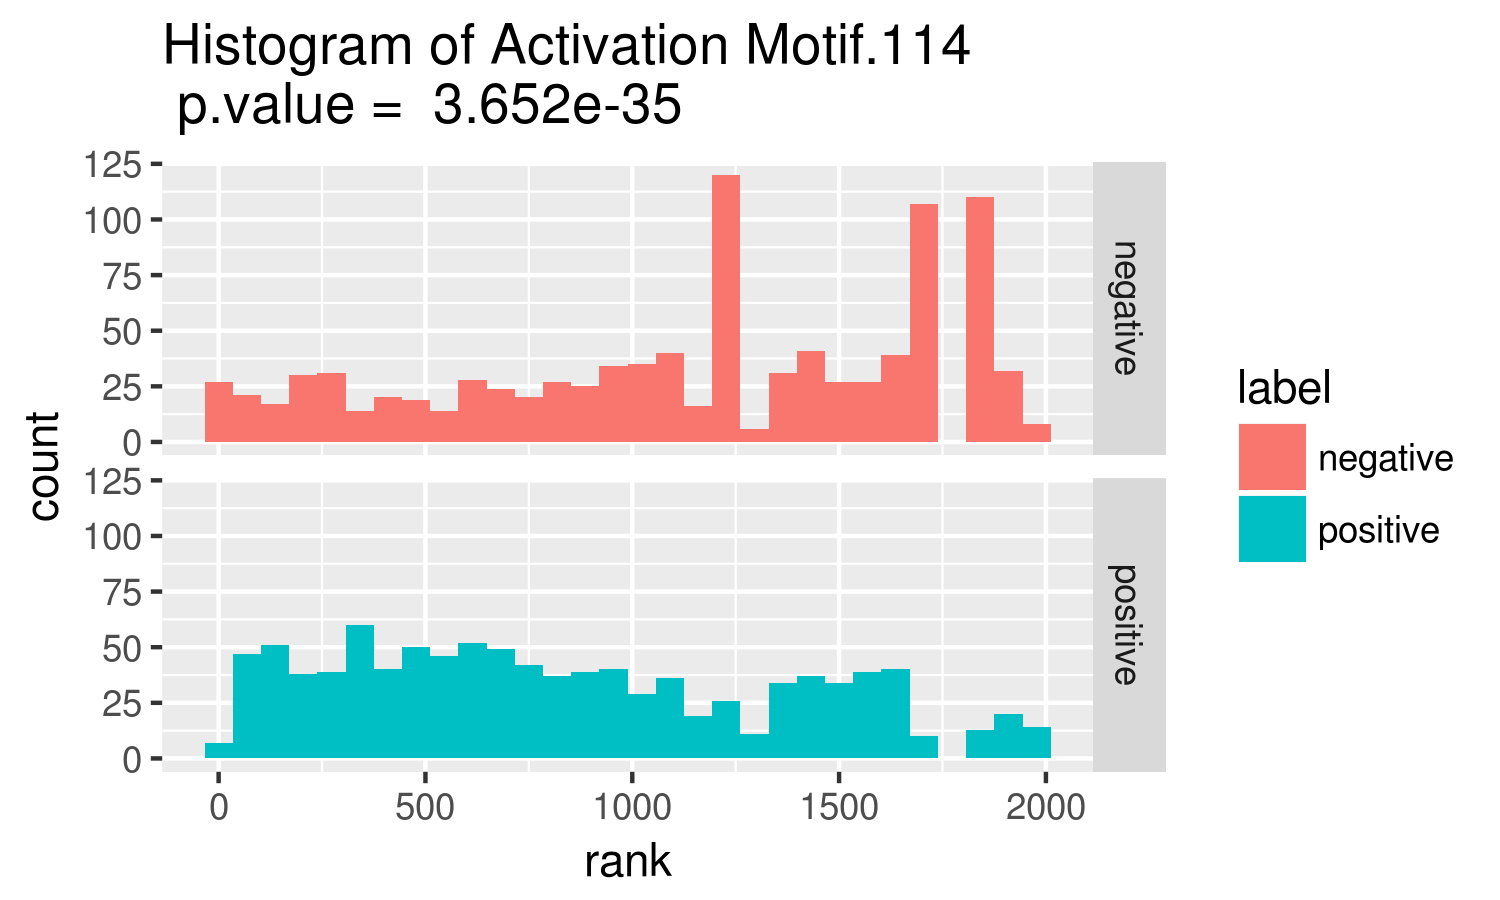 Histogram of Activation Motif.114
p.value =  3.652e-35
125
100
75
50
25
0
negative
125
100
75
50
25
0
positive
count
0 500 1000 1500 2000
rank
label
negative
positive